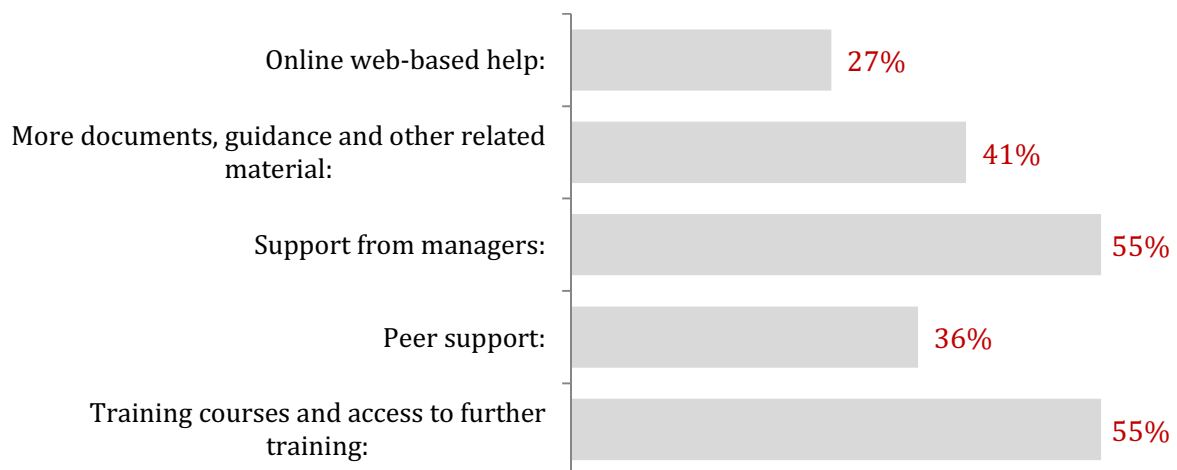 Online web-based help:
27%
More documents, guidance and other related
material:
41%
Support from managers:
55%
Peer support:
36%
Training courses and access to further
training:
55%